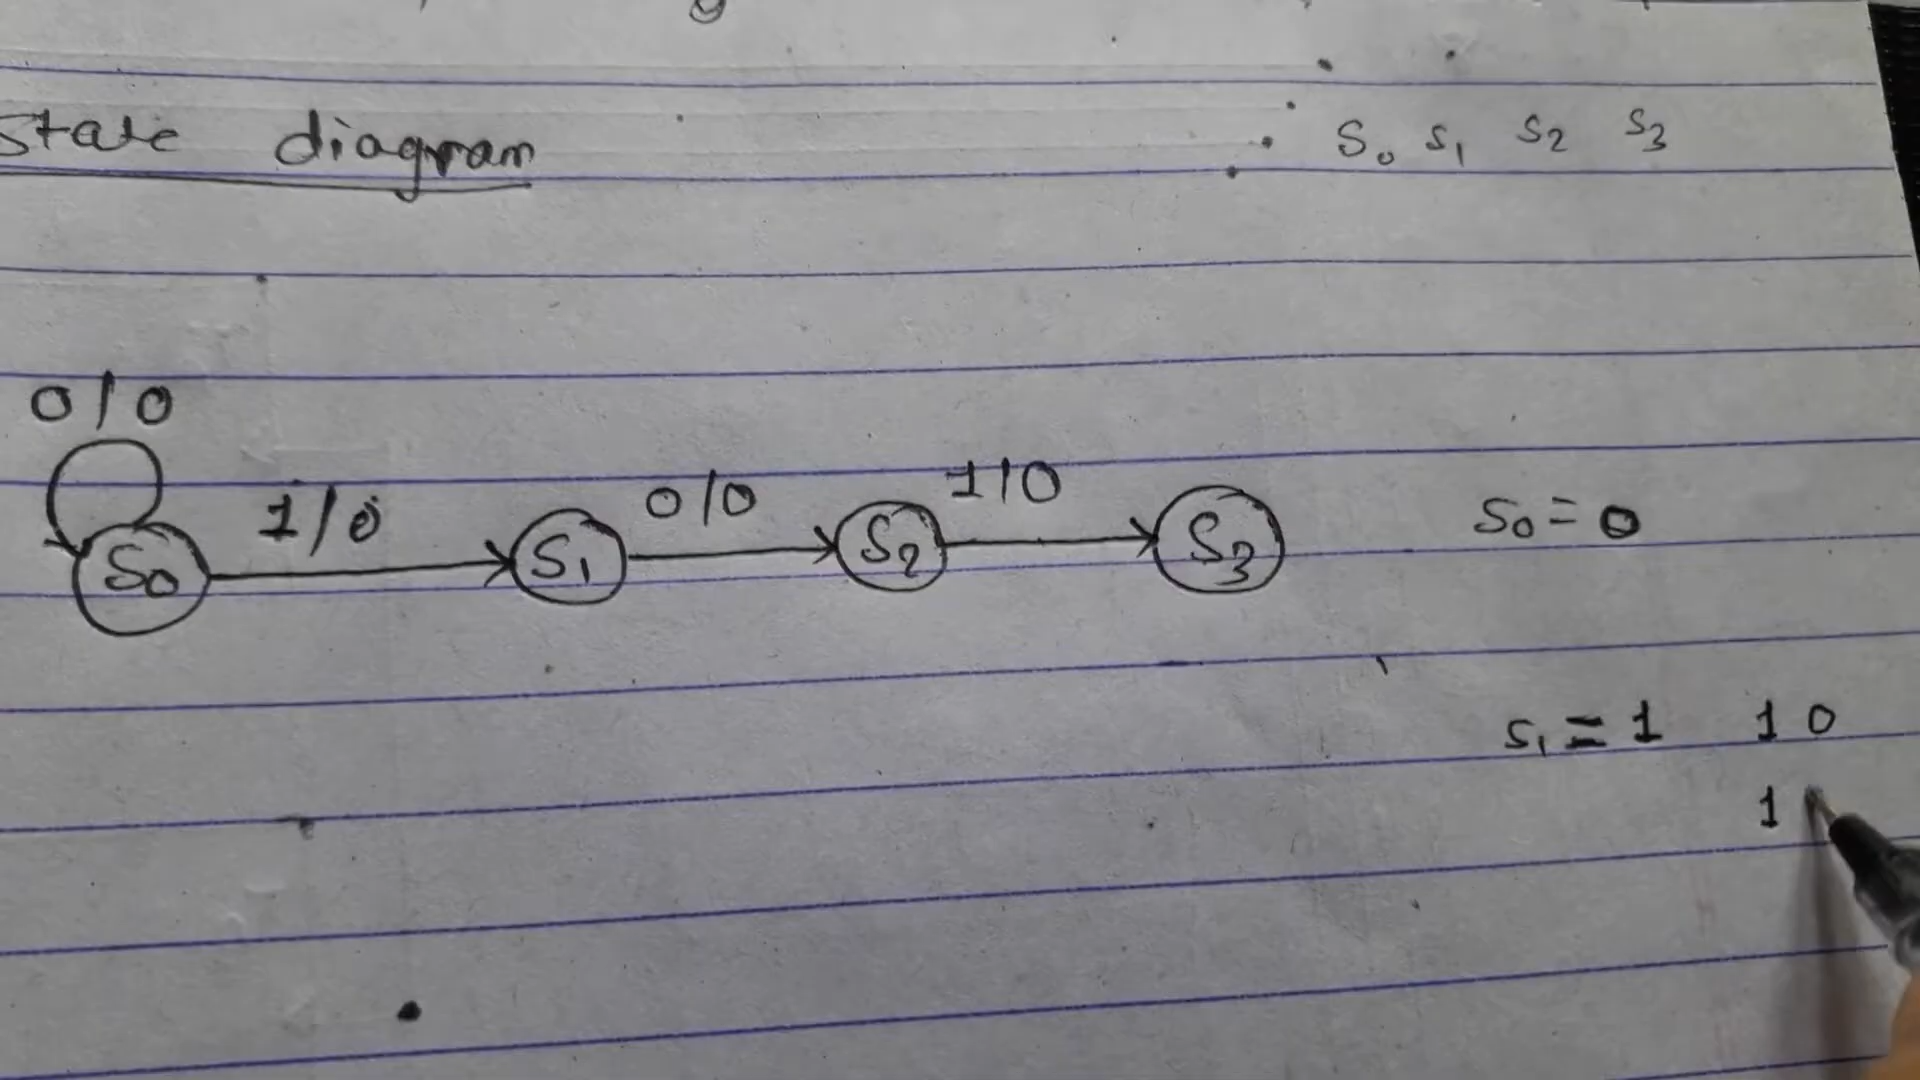 State diagram
S0 S1 S2 S3
0/0
1/0
0/0
1/0
S0 S1 S2 S3
S0 = 0
S1 = 1 1 0
1